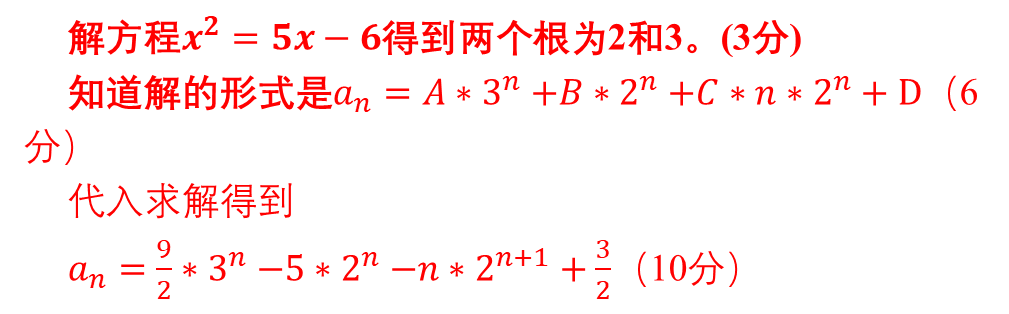 解方程x² = 5x − 6得到两个根为2和3。(3分)
知道解的形式是aₙ = A ∗ 3ⁿ +B ∗ 2ⁿ +C ∗ n ∗ 2ⁿ + D（6
分）
代入求解得到
aₙ = 9/2 ∗ 3ⁿ −5 ∗ 2ⁿ −n ∗ 2ⁿ⁺¹ + 3/2（10分）